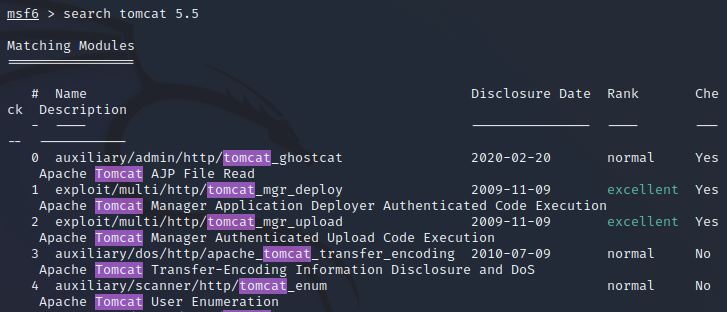 msf6 > search tomcat 5.5
Matching Modules
================
# Name Disclosure Date Rank Che
ck Description
- ---- --------------- ---- ---
-- -----------
0 auxiliary/admin/http/tomcat_ghostcat 2020-02-20 normal Yes
Apache Tomcat AJP File Read
1 exploit/multi/http/tomcat_mgr_deploy 2009-11-09 excellent Yes
Apache Tomcat Manager Application Deployer Authenticated Code Execution
2 exploit/multi/http/tomcat_mgr_upload 2009-11-09 excellent Yes
Apache Tomcat Manager Authenticated Upload Code Execution
3 auxiliary/dos/http/apache_tomcat_transfer_encoding 2010-07-09 normal No
Apache Tomcat Transfer-Encoding Information Disclosure and DoS
4 auxiliary/scanner/http/tomcat_enum normal No
Apache Tomcat User Enumeration